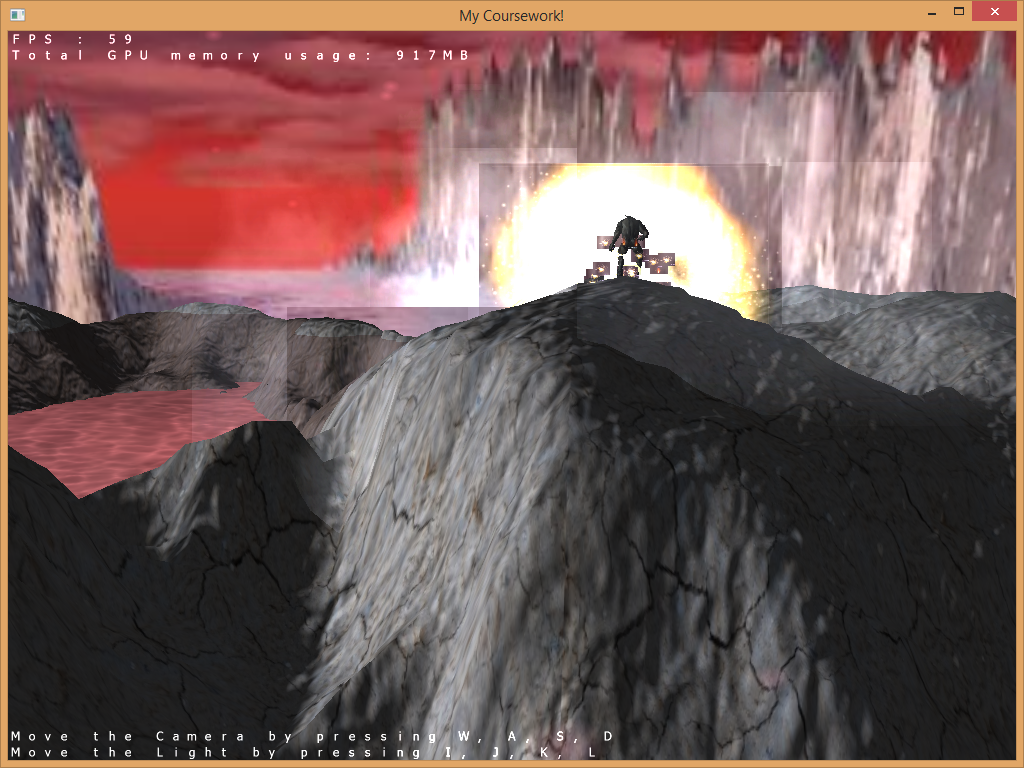 My Coursework!
FPS : 59
Total GPU memory usage: 917MB
Move the Camera by pressing W, A, S, D
Move the Light by pressing I, J, K, L